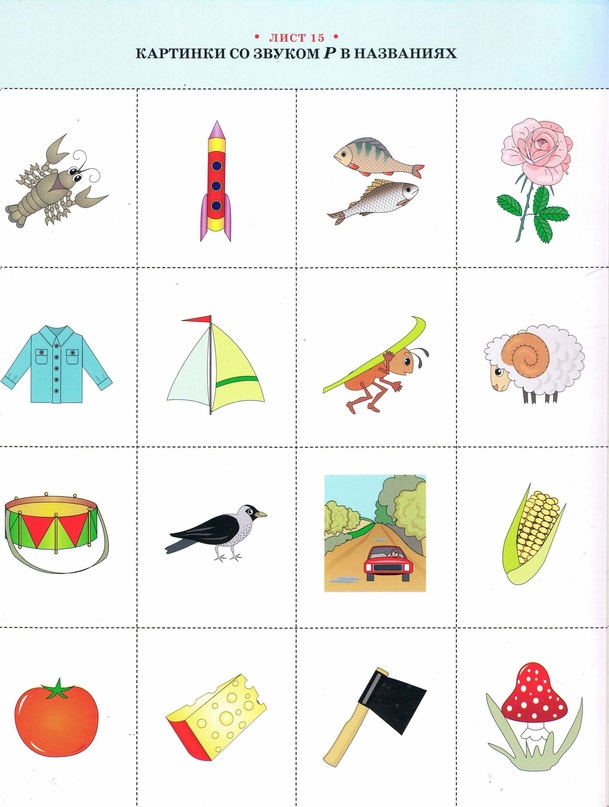 • ЛИСТ 15 •
КАРТИНКИ СО ЗВУКОМ Р В НАЗВАНИЯХ